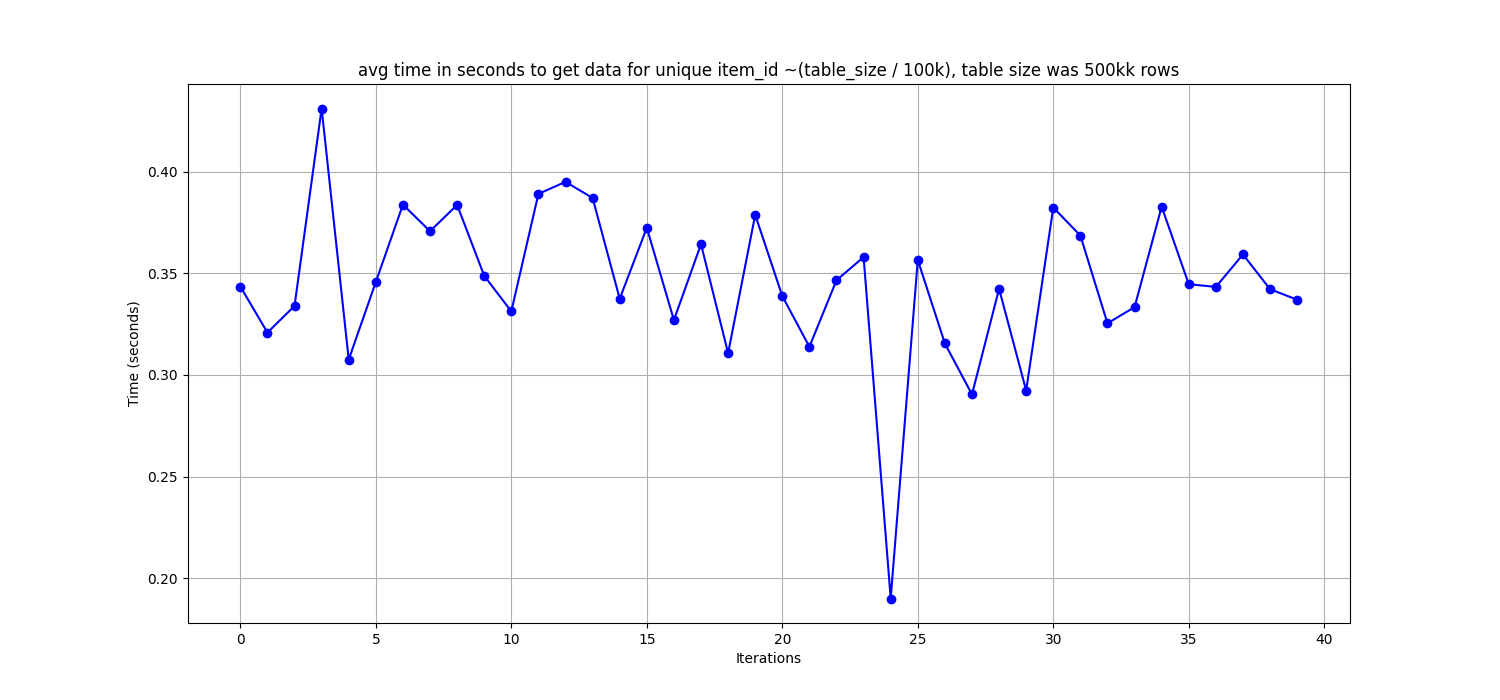 avg time in seconds to get data for unique item_id ~(table_size / 100k), table size was 500kk rows
0.40
0.35
0.30
0.25
0.20
Time (seconds)
0 5 10 15 20 25 30 35 40
Iterations